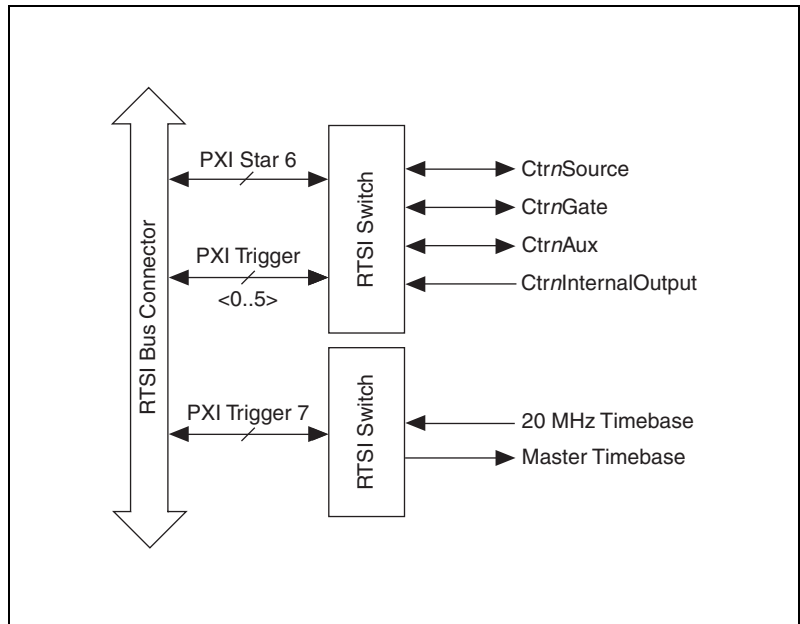 RTSI Bus Connector
PXI Star 6
PXI Trigger
<0..5>
PXI Trigger 7
RTSI Switch
CtrnSource
CtrnGate
CtrnAux
CtrnInternalOutput
RTSI Switch
20 MHz Timebase
Master Timebase